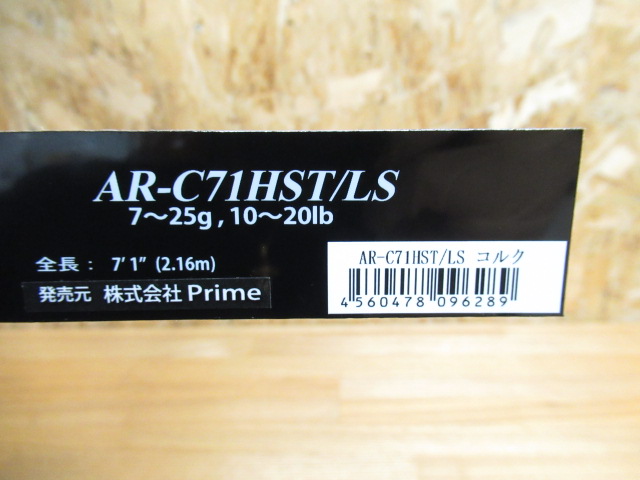 AR-C71HST/LS
7～25g , 10～20lb
全長： 7'1" (2.16m)
発売元 株式会社 Prime
AR-C71HST/LS コルク
4560478096289